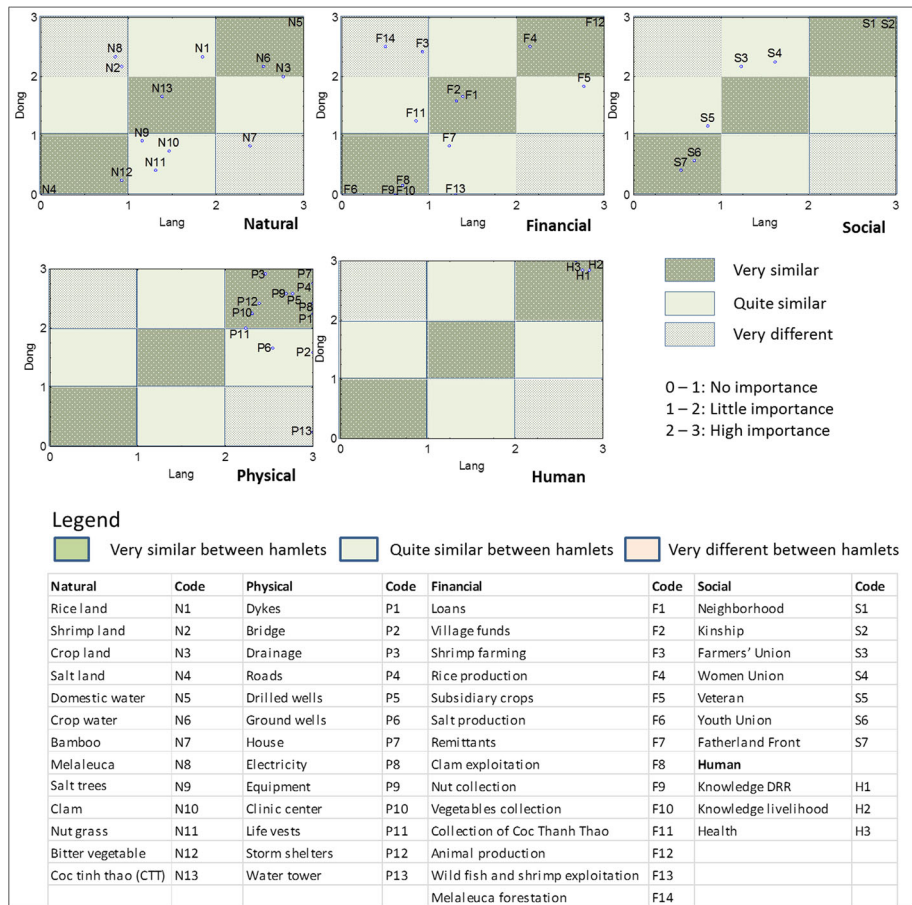 3
N5
N8
N1
N6
N2
N3
2
N13
Dong
N9
N10
N7
N11
N12
N4
1
0
0 1 2 3
Lang
Natural
3
F12
F14
F3
F4
F5
2
F2
F1
F11
Dong
F7
1
F8
F6
F9
F10
F13
0
0 1 2 3
Lang
Financial
3
S1 S2
S3
S4
2
Dong
S5
1
S6
S7
0
0 1 2 3
Lang
Social
3
P3
P7
P4
P9
P5
P12
P8
P10
P1
P11
2
P6
P2
Dong
1
P13
0
0 1 2 3
Lang
Physical
3
H3
H2
H1
2
Dong
1
0
0 1 2 3
Lang
Human
Very similar
Quite similar
Very different
0 – 1: No importance
1 – 2: Little importance
2 – 3: High importance
Legend
Very similar between hamlets Quite similar between hamlets Very different between hamlets
Natural Code Physical Code Financial Code Social Code
Rice land N1 Dykes P1 Loans F1 Neighborhood S1
Shrimp land N2 Bridge P2 Village funds F2 Kinship S2
Crop land N3 Drainage P3 Shrimp farming F3 Farmers' Union S3
Salt land N4 Roads P4 Rice production F4 Women Union S4
Domestic water N5 Drilled wells P5 Subsidiary crops F5 Veteran S5
Crop water N6 Ground wells P6 Salt production F6 Youth Union S6
Bamboo N7 House P7 Remittants F7 Fatherland Front S7
Melaleuca N8 Electricity P8 Clam exploitation F8 Human
Salt trees N9 Equipment P9 Nut collection F9 Knowledge DRR H1
Clam N10 Clinic center P10 Vegetables collection F10 Knowledge livelihood H2
Nut grass N11 Life vests P11 Collection of Coc Thanh Thao F11 Health H3
Bitter vegetable N12 Storm shelters P12 Animal production F12
Coc tinh thao (CTT) N13 Water tower P13 Wild fish and shrimp exploitation F13
Melaleuca forestation F14